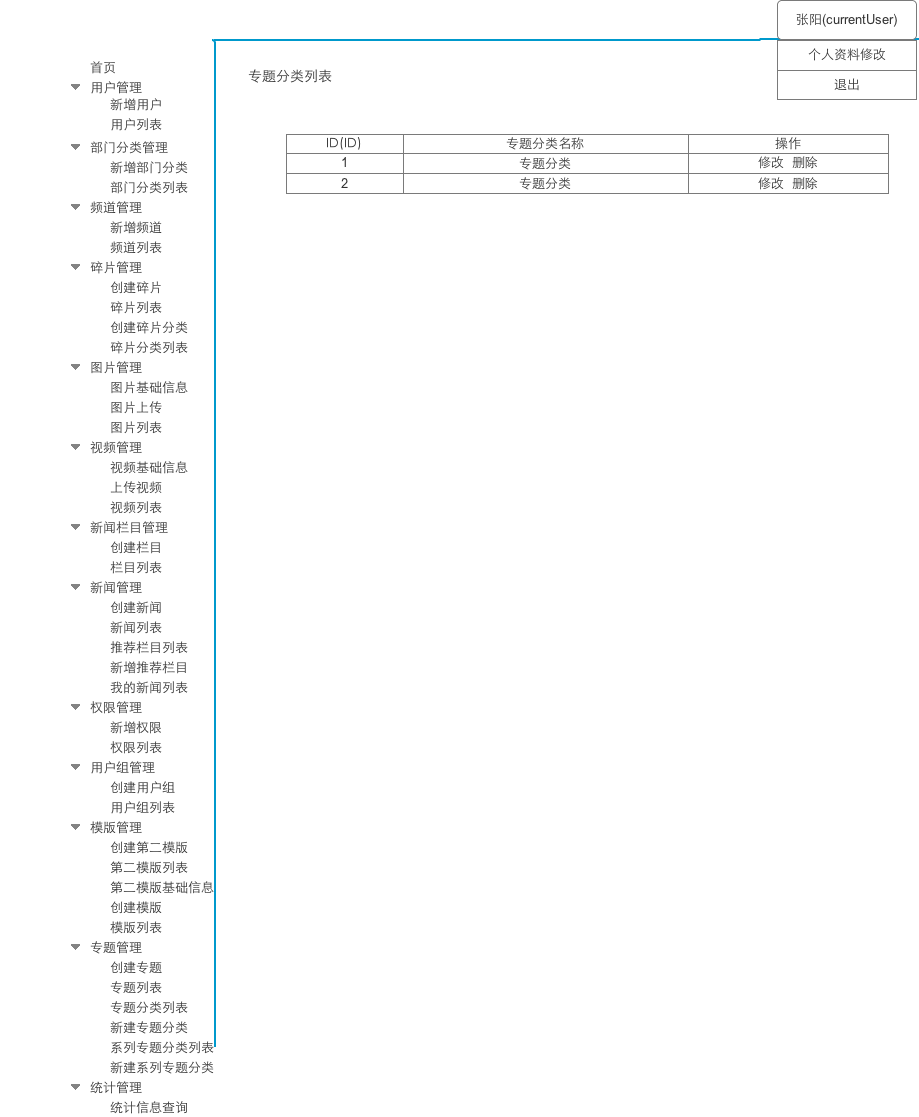 张阳(currentUser)
个人资料修改
退出
首页
用户管理
新增用户
用户列表
部门分类管理
新增部门分类
部门分类列表
频道管理
新增频道
频道列表
碎片管理
创建碎片
碎片列表
创建碎片分类
碎片分类列表
图片管理
图片基础信息
图片上传
图片列表
视频管理
视频基础信息
上传视频
视频列表
新闻栏目管理
创建栏目
栏目列表
新闻管理
创建新闻
新闻列表
推荐栏目列表
新增推荐栏目
我的新闻列表
权限管理
新增权限
权限列表
用户组管理
创建用户组
用户组列表
模版管理
创建第二模版
第二模版列表
第二模版基础信息
创建模版
模版列表
专题管理
创建专题
专题列表
专题分类列表
新建专题分类
系列专题分类列表
新建系列专题分类
统计管理
统计信息查询
专题分类列表
ID(ID) 专题分类名称 操作
1 专题分类 修改 删除
2 专题分类 修改 删除